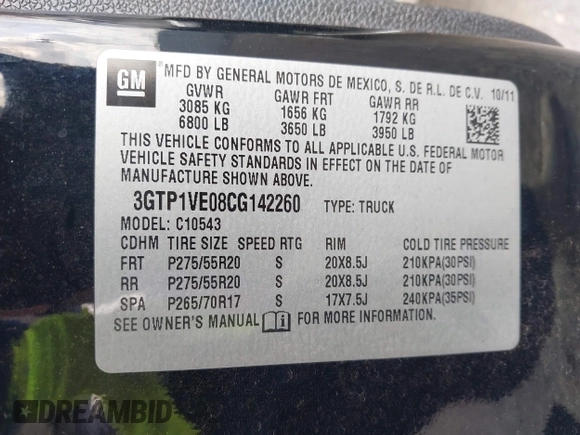 GM MFD BY GENERAL MOTORS DE MEXICO, S. DE R.L. DE C.V. 10/11
GVWR GAWR FRT GAWR RR
3085 KG 1656 KG 1792 KG
6800 LB 3650 LB 3950 LB
THIS VEHICLE CONFORMS TO ALL APPLICABLE U.S. FEDERAL MOTOR
VEHICLE SAFETY STANDARDS IN EFFECT ON THE DATE OF
MANUFACTURE SHOWN ABOVE.
3GTP1VE08CG142260 TYPE: TRUCK
MODEL: C10543
CDHM TIRE SIZE SPEED RTG RIM COLD TIRE PRESSURE
FRT P275/55R20 S 20X8.5J 210KPA(30PSI)
RR P275/55R20 S 20X8.5J 210KPA(30PSI)
SPA P265/70R17 S 17X7.5J 240KPA(35PSI)
SEE OWNER'S MANUAL FOR MORE INFORMATION.
DREAMBID